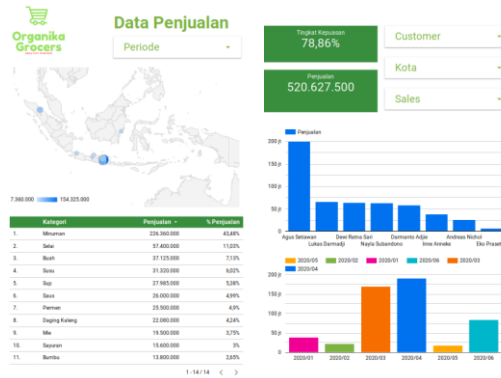 Organika
Grocers
Data Penjualan
Periode
Tingkat Kepuasan
78,86%
Penjualan
520.627.500
Customer
Kota
Sales
7.360.000 154.325.000
Kategori Penjualan % Penjualan
1. Minuman 226.360.000 43,48%
2. Selai 57.400.000 11,03%
3. Buah 37.125.000 7,13%
4. Susu 31.320.000 6,02%
5. Sup 27.985.000 5,38%
6. Saus 26.000.000 4,99%
7. Permen 25.500.000 4,9%
8. Daging Kaleng 22.080.000 4,24%
9. Mie 19.500.000 3,75%
10. Sayuran 15.600.000 3%
11. Bumbu 13.800.000 2,65%
1 - 14 / 14
Penjualan
200 jt
150 jt
100 jt
50 jt
0
Agus Setiawan Dewi Ratna Sari Darmanto Adjie Andreas Nichol
Lukas Darmadji Nayla Subandono Inne Anneke Eko Praset
2020/05 2020/02 2020/01 2020/06 2020/03
2020/04
200 jt
150 jt
100 jt
50 jt
0
2020/01 2020/02 2020/03 2020/04 2020/05 2020/06